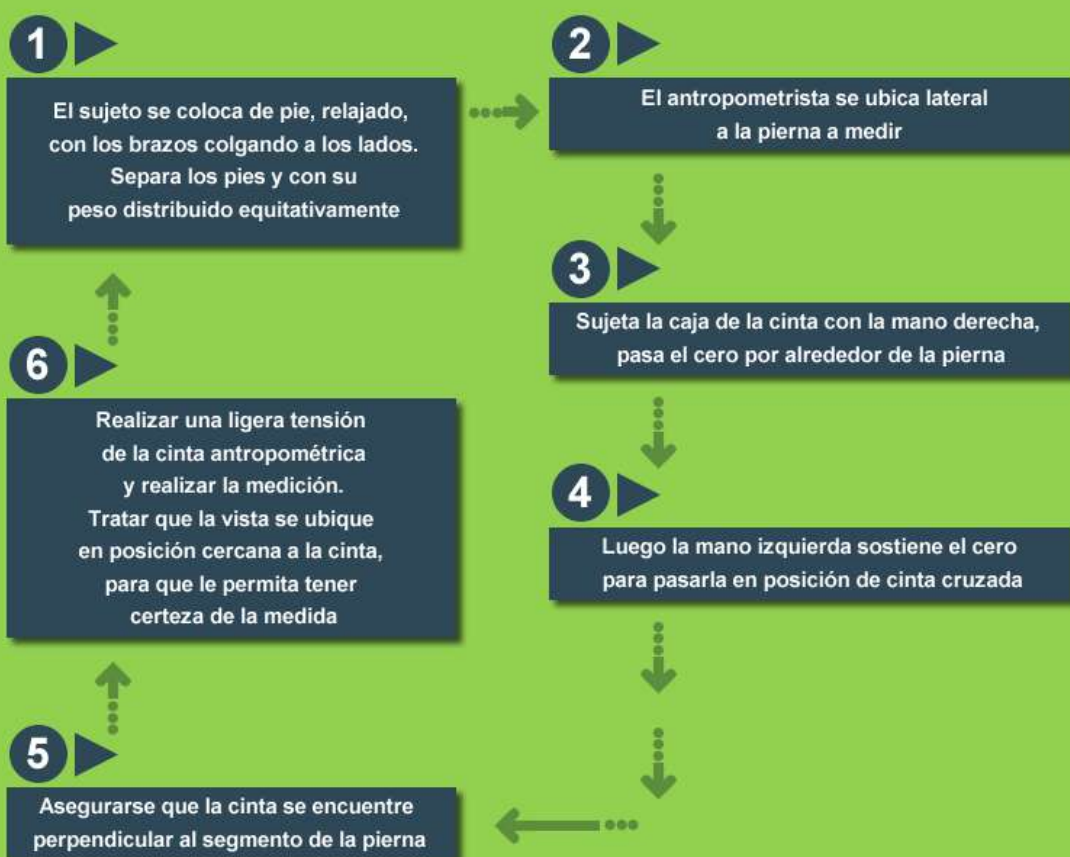 1
El sujeto se coloca de pie, relajado,
con los brazos colgando a los lados.
Separa los pies y con su
peso distribuido equitativamente
2
El antropometrista se ubica lateral
a la pierna a medir
3
Sujeta la caja de la cinta con la mano derecha,
pasa el cero por alrededor de la pierna
4
Luego la mano izquierda sostiene el cero
para pasarla en posición de cinta cruzada
5
Asegurarse que la cinta se encuentre
perpendicular al segmento de la pierna
6
Realizar una ligera tensión
de la cinta antropométrica
y realizar la medición.
Tratar que la vista se ubique
en posición cercana a la cinta,
para que le permita tener
certeza de la medida